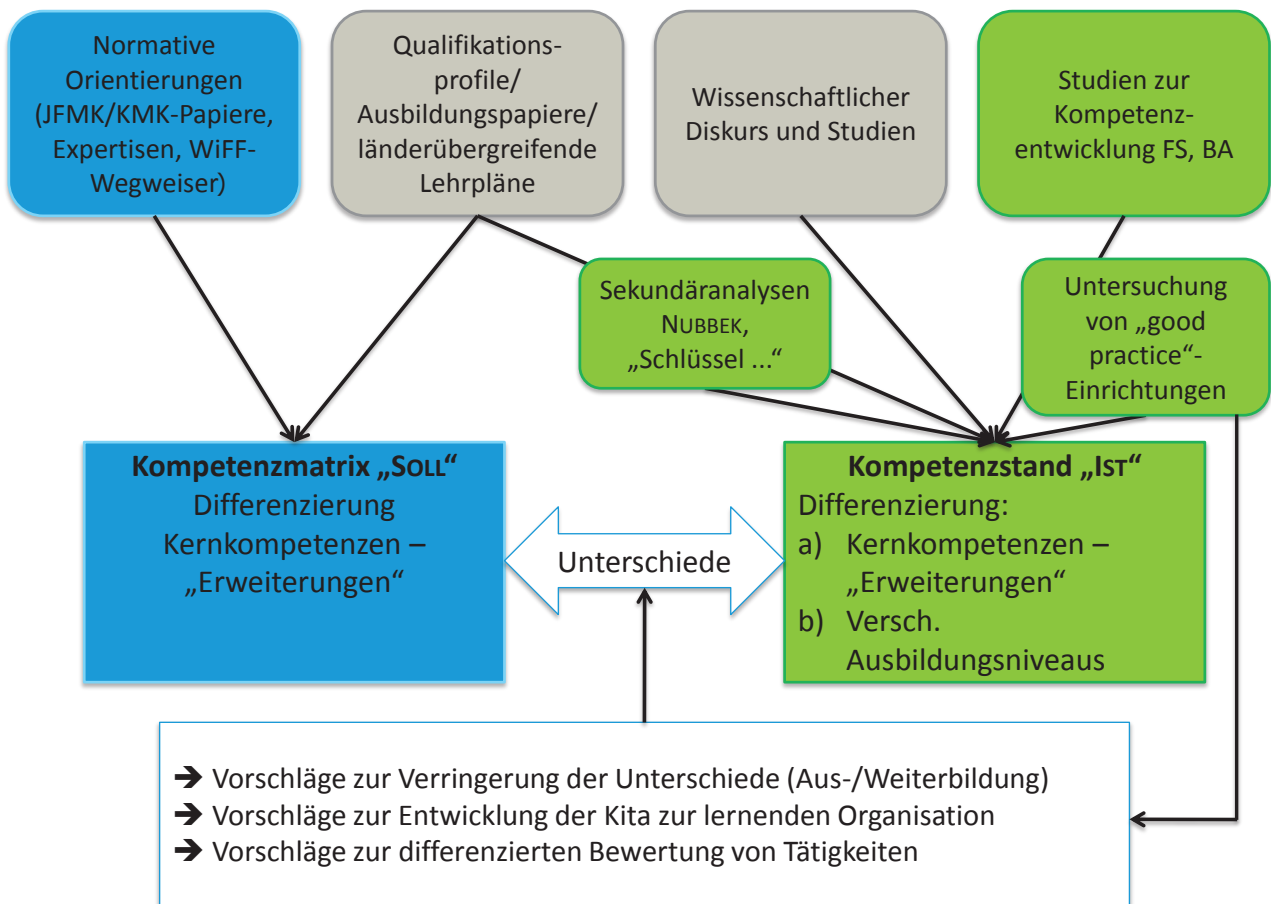 Normative
Orientierungen
(JFMK/KMK-Papiere,
Expertisen, WiFF-
Wegweiser)
Qualifikations-
profile/
Ausbildungspapiere/
länderübergreifende
Lehrpläne
Wissenschaftlicher
Diskurs und Studien
Studien zur
Kompetenz-
entwicklung FS, BA
Sekundäranalysen
NUBBEK,
„Schlüssel ...“
Untersuchung
von „good
practice“-
Einrichtungen
Kompetenzmatrix „SOLL“
Differenzierung
Kernkompetenzen –
„Erweiterungen“
Unterschiede
Kompetenzstand „IST“
Differenzierung:
a) Kernkompetenzen –
„Erweiterungen“
b) Versch.
Ausbildungsniveaus
➔ Vorschläge zur Verringerung der Unterschiede (Aus-/Weiterbildung)
➔ Vorschläge zur Entwicklung der Kita zur lernenden Organisation
➔ Vorschläge zur differenzierten Bewertung von Tätigkeiten